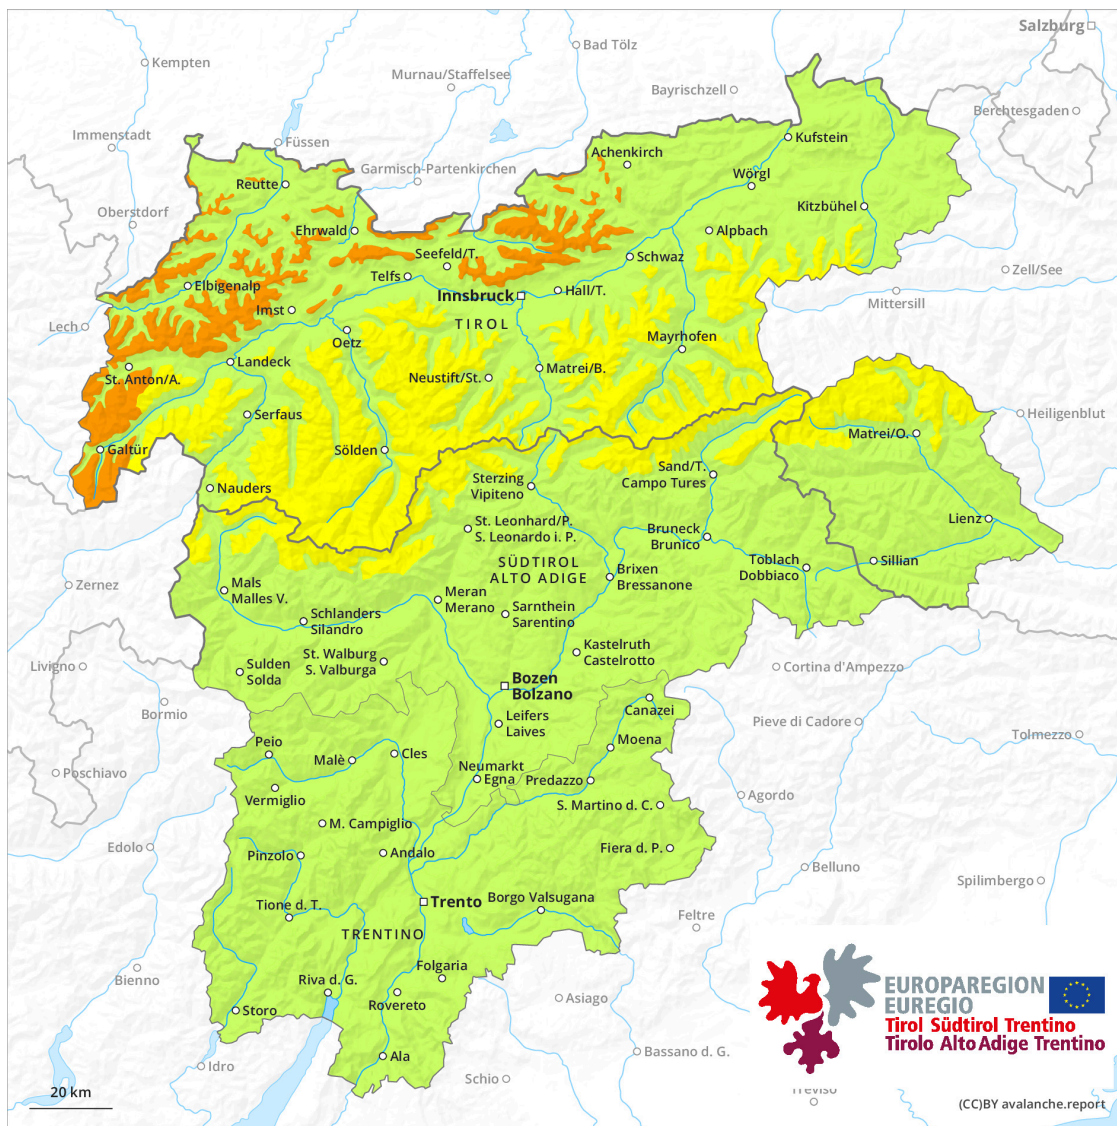 Salzburg
Bad Tölz
Kempten
Murnau/Staffelsee
Bayrischzell
Berchtesgaden
Immenstadt
Füssen
Kufstein
Achenkirch
Garmisch-Partenkirchen
Wörgl
Reutte
Kitzbühel
Oberstdorf
Ehrwald
Alpbach
Seefeld/T.
Schwaz
Zell/See
Telfs
Elbigenalp
Innsbruck
Hall/T.
Mittersill
Imst
TIROL
Lech
Oetz
Mayrhofen
Landeck
Matrei/B.
St. Anton/A.
Neustift/St.
Serfaus
Heiligenblut
Matrei/O.
Galtür
Sölden
Sand/T.
Campo Tures
Sterzing
Vipiteno
Nauders
Lienz
St. Leonhard/P.
S. Leonardo i. P.
Bruneck
Brunico
SÜDTIROL
ALTO ADIGE
Toblach
Dobbiaco
Sillian
Brixen
Bressanone
Zernez
Mals
Malles V.
Meran
Merano
Schlanders
Silandro
Sarnthein
Sarentino
Kastelruth
Castelrotto
St. Walburg
S. Valburga
Livigno
Sulden
Solda
Cortina d'Ampezzo
Bozen
Bolzano
Bormio
Canazei
Leifers
Laives
Pieve di Cadore
Tolmezzo
Peio
Moena
Cles
Malè
Poschiavo
Neumarkt
Egna
Predazzo
Vermiglio
Agordo
S. Martino d. C.
M. Campiglio
Edolo
Fiera d. P.
Pinzolo
Andalo
Belluno
Spilimbergo
Trento
Borgo Valsugana
Tione d. T.
Feltre
TRENTINO
Folgaria
Bienno
Riva d. G.
Rovereto
Asiago
Storo
EUROPAREGION
EUREGIO
Tirol Südtirol Trentino
Tirolo Alto Adige Trentino
Ala
Bassano d. G.
Idro
Schio
Treviso
20 km
(CC)BY avalanche.report